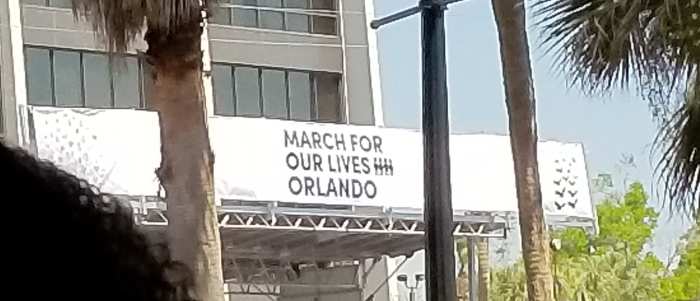 MARCH FOR
OUR LIVES
ORLANDO